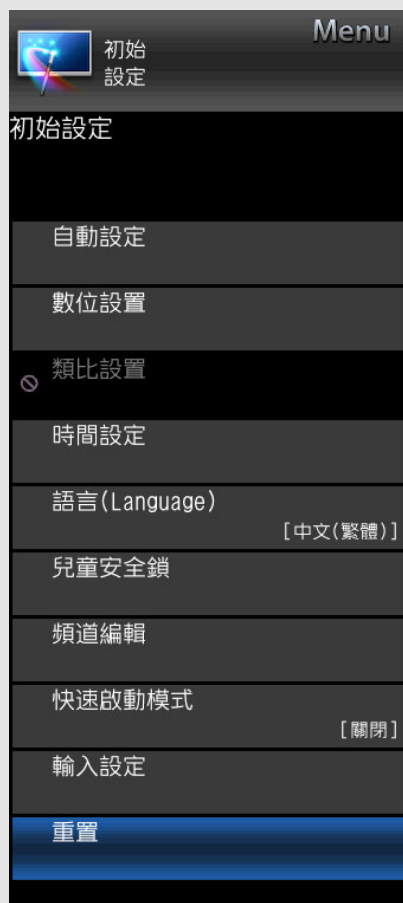 Menu
初始
設定
初始設定
自動設定
數位設置
類比設置
時間設定
語言(Language)
[中文(繁體)]
兒童安全鎖
頻道編輯
快速啟動模式
[關閉]
輸入設定
重置